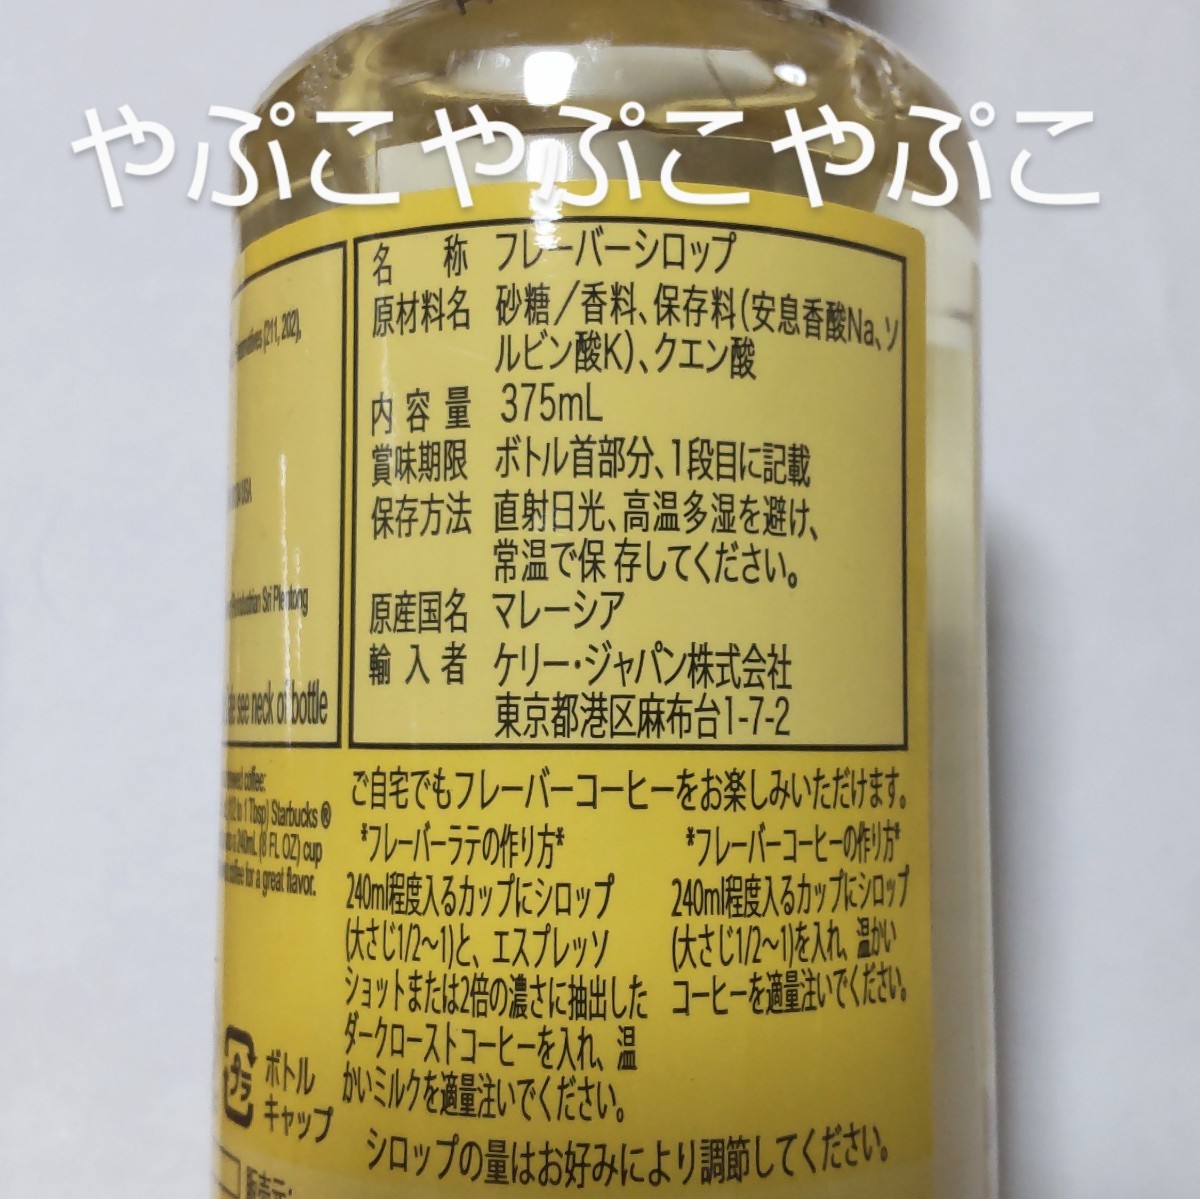 やぷこ やぷこ やぷこ
名称 フレーバーシロップ
原材料名 砂糖／香料、保存料(安息香酸Na、ソ
ルビン酸K)、クエン酸
内容量 375mL
賞味期限 ボトル首部分、1段目に記載
保存方法 直射日光、高温多湿を避け、
常温で保存してください。
原産国名 マレーシア
輸入者 ケリー・ジャパン株式会社
東京都港区麻布台1-7-2
(211, 202),
USA
Sri Plentong
see neck of bottle
coffee:
to 1 Tbsp) Starbucks ®
240mL (8 FL OZ) cup
coffee for a great flavor.
ご自宅でもフレーバーコーヒーをお楽しみいただけます。
*フレーバーラテの作り方*
240ml程度入るカップにシロップ
(大さじ1/2～1)と、エスプレッソ
ショットまたは2倍の濃さに抽出した
ダークローストコーヒーを入れ、温
かいミルクを適量注いでください。
*フレーバーコーヒーの作り方*
240ml程度入るカップにシロップ
(大さじ1/2～1)を入れ、温かい
コーヒーを適量注いでください。
シロップの量はお好みにより調節してください。
プラ
ボトル
キャップ